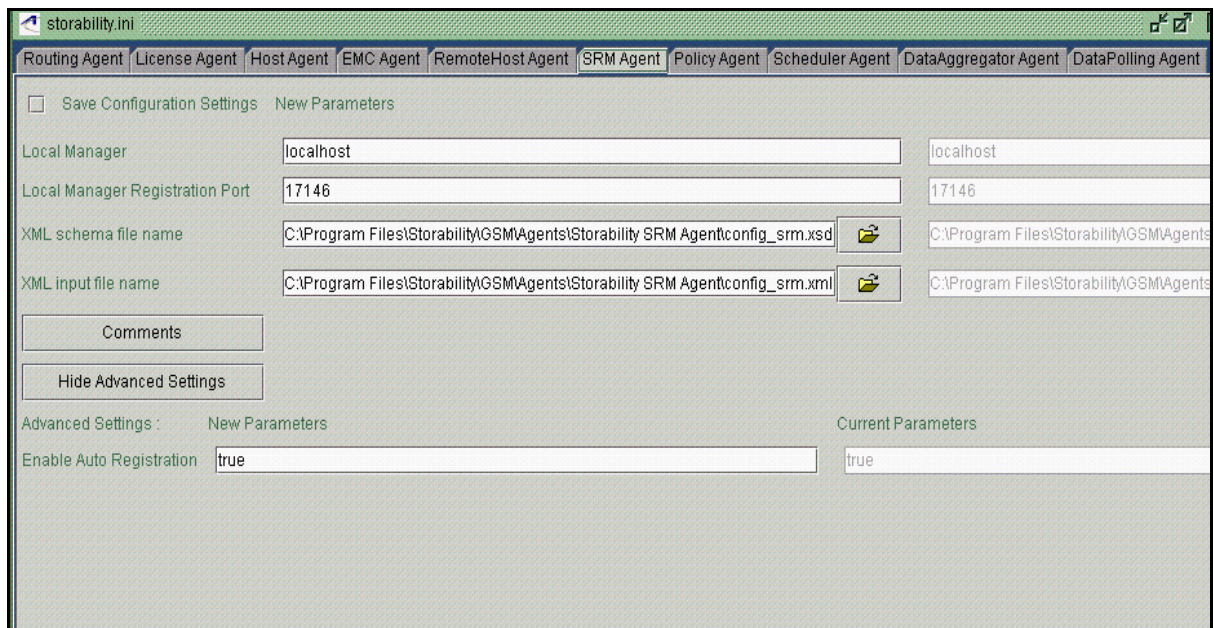 storability.ini
Routing Agent License Agent Host Agent EMC Agent RemoteHost Agent SRM Agent Policy Agent Scheduler Agent DataAggregator Agent DataPolling Agent
Save Configuration Settings New Parameters
Local Manager localhost localhost
Local Manager Registration Port 17146 17146
XML schema file name C:\Program Files\Storability\GSM\Agents\Storability SRM Agent\config_srm.xsd C:\Program Files\Storability\GSM\Agents
XML input file name C:\Program Files\Storability\GSM\Agents\Storability SRM Agent\config_srm.xml C:\Program Files\Storability\GSM\Agents
Comments
Hide Advanced Settings
Advanced Settings : New Parameters Current Parameters
Enable Auto Registration true true